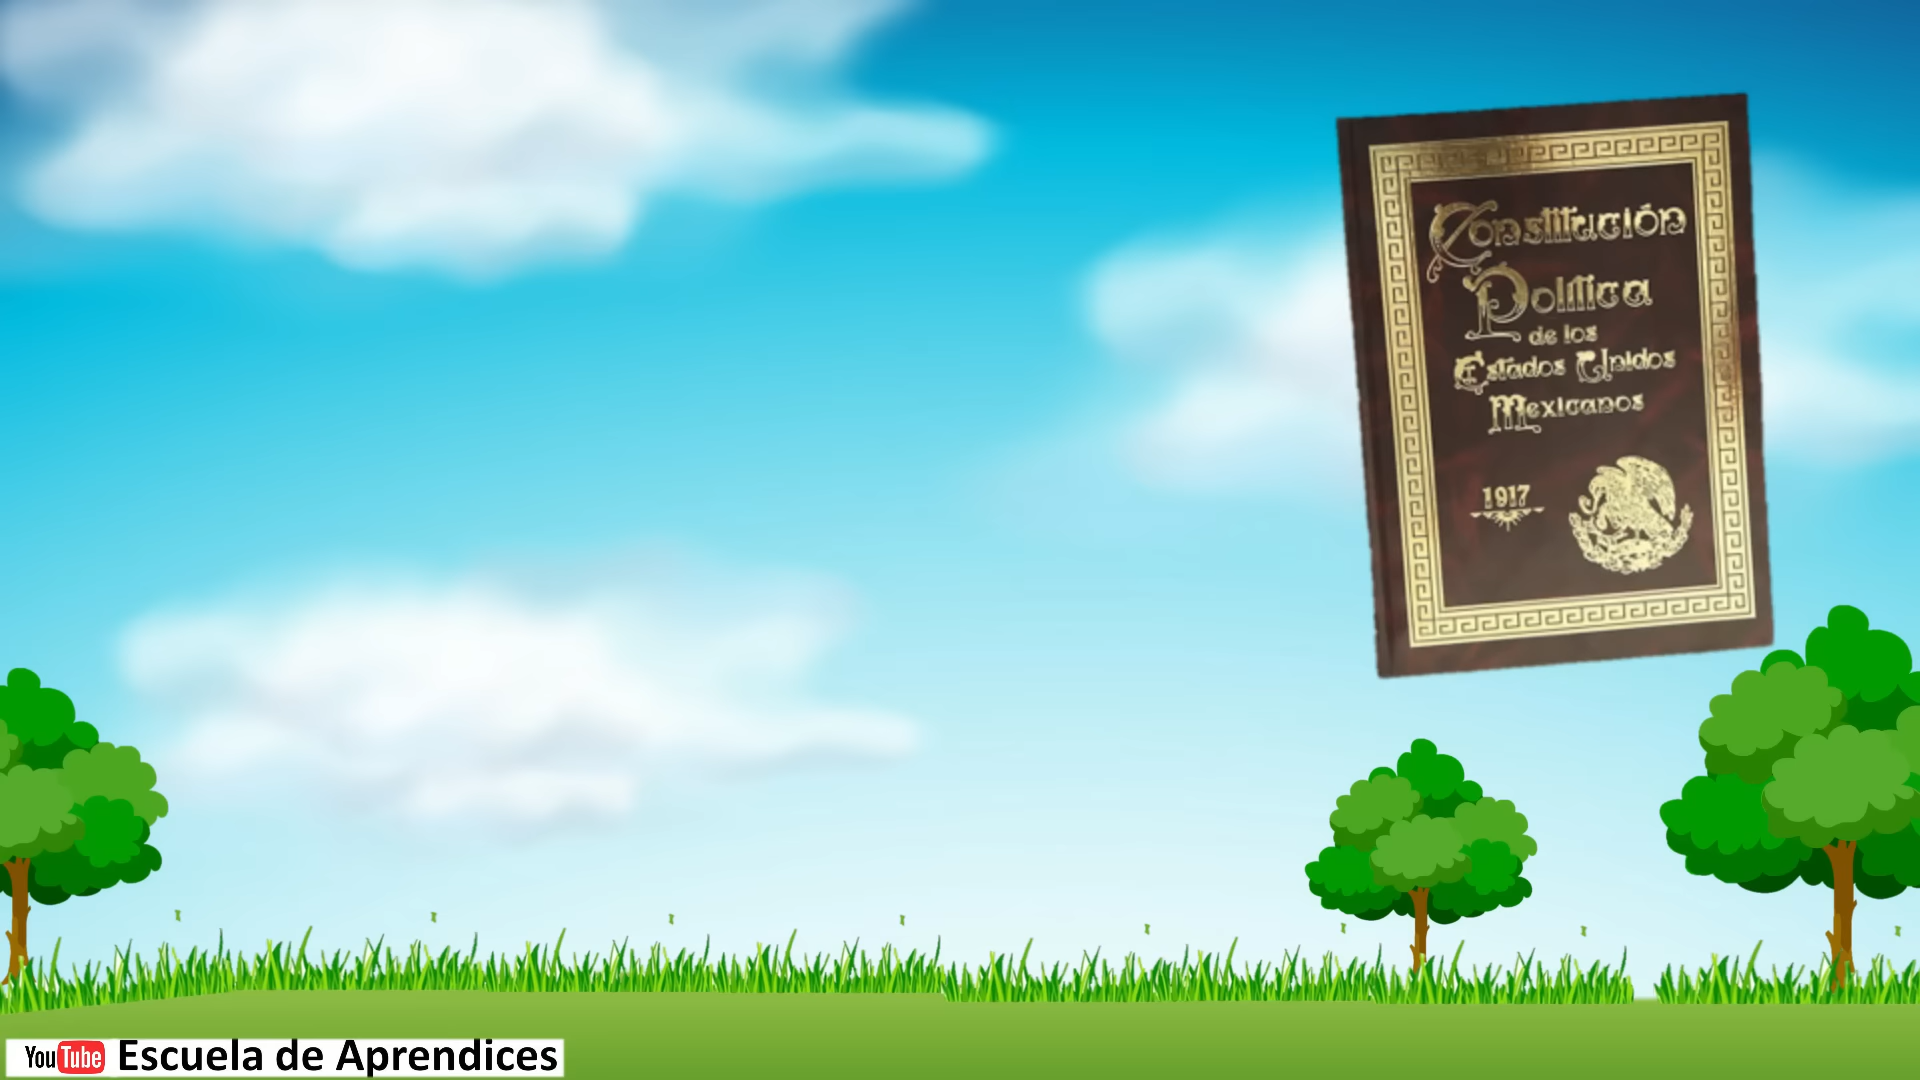 Constitución
Política
de los
Estados Unidos
Mexicanos
1917
YouTube Escuela de Aprendices